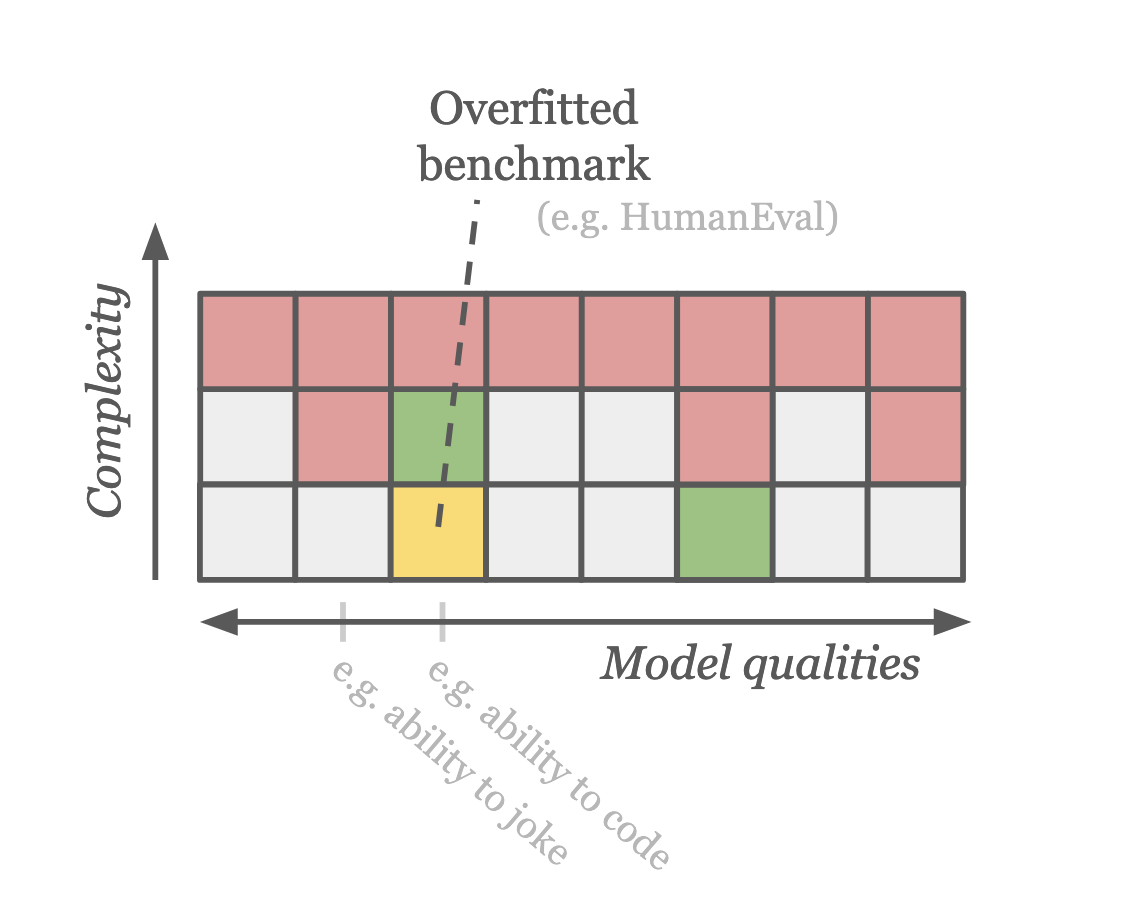 Overfitted
benchmark
(e.g. HumanEval)
Complexity
Model qualities
e.g. ability to joke
e.g. ability to code